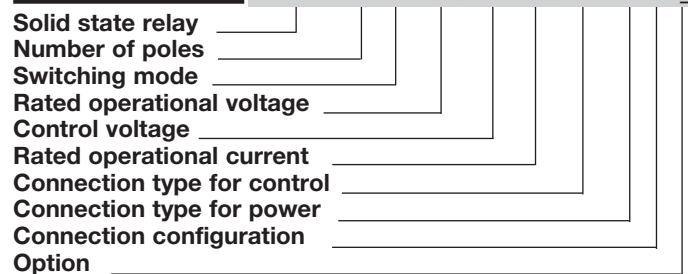 Solid state relay
Number of poles
Switching mode
Rated operational voltage
Control voltage
Rated operational current
Connection type for control
Connection type for power
Connection configuration
Option